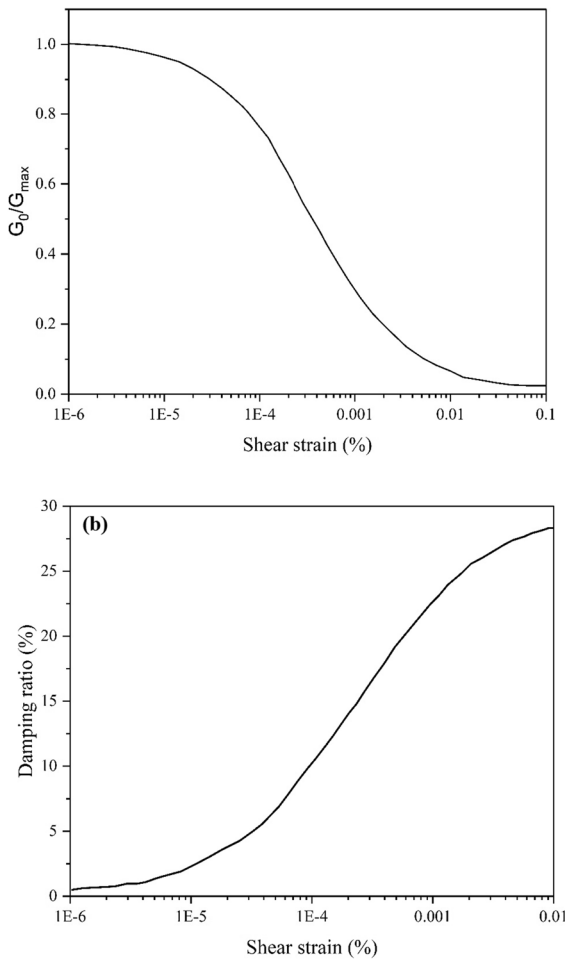 1.0
0.8
0.6
0.4
0.2
0.0
G0/Gmax
1E-6 1E-5 1E-4 0.001 0.01 0.1
Shear strain (%)
(b)
30
25
20
15
10
5
0
Damping ratio (%)
1E-6 1E-5 1E-4 0.001 0.01
Shear strain (%)